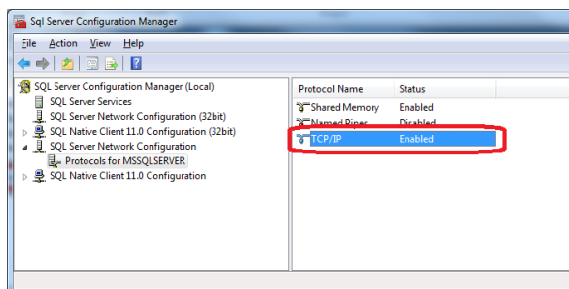 Sql Server Configuration Manager
File Action View Help
SQL Server Configuration Manager (Local)
SQL Server Services
SQL Server Network Configuration (32bit)
SQL Native Client 11.0 Configuration (32bit)
SQL Server Network Configuration
Protocols for MSSQLSERVER
SQL Native Client 11.0 Configuration
Protocol Name Status
Shared Memory Enabled
Named Pipes Disabled
TCP/IP Enabled